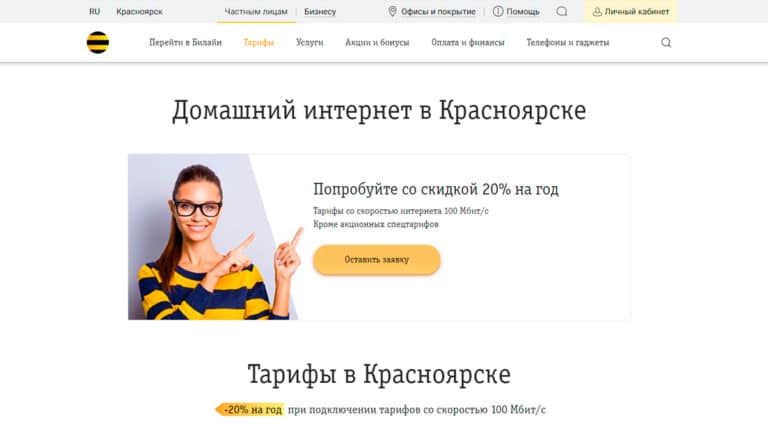 RU Красноярск Частным лицам Бизнесу Офисы и покрытие Помощь Личный кабинет
Перейти в Билайн Тарифы Услуги Акции и бонусы Оплата и финансы Телефоны и гаджеты
Домашний интернет в Красноярске
Попробуйте со скидкой 20% на год
Тарифы со скоростью интернета 100 Мбит/с
Кроме акционных спецтарифов
Оставить заявку
Тарифы в Красноярске
-20% на год при подключении тарифов со скоростью 100 Мбит/с